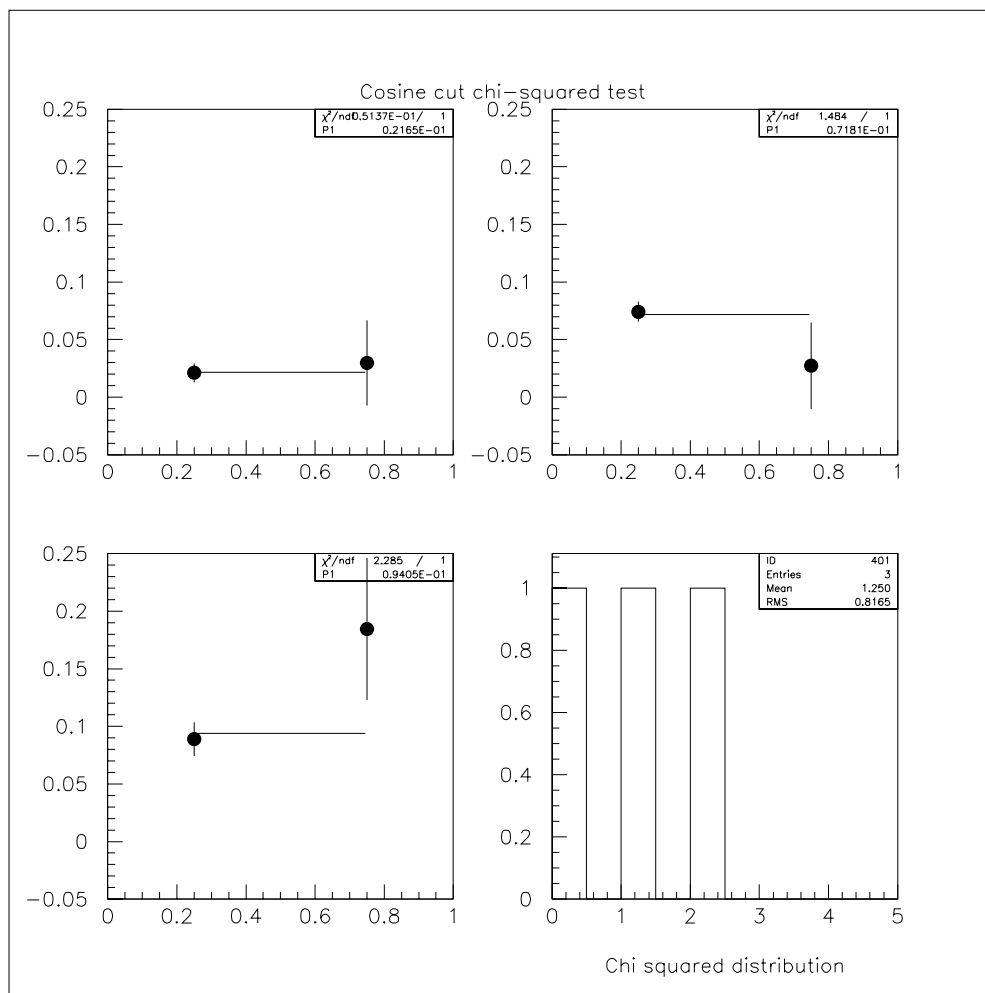 Cosine cut chi-squared test
0.25
0.2
0.15
0.1
0.05
0
-0.05
0 0.2 0.4 0.6 0.8 1
χ²/ndf 0.5137E-01/ 1
P1 0.2165E-01
0.25
0.2
0.15
0.1
0.05
0
-0.05
0 0.2 0.4 0.6 0.8 1
χ²/ndf 1.484 / 1
P1 0.7181E-01
0.25
0.2
0.15
0.1
0.05
0
-0.05
0 0.2 0.4 0.6 0.8 1
χ²/ndf 2.285 / 1
P1 0.9405E-01
1
0.8
0.6
0.4
0.2
0
0 1 2 3 4 5
ID 401
Entries 3
Mean 1.250
RMS 0.8165
Chi squared distribution